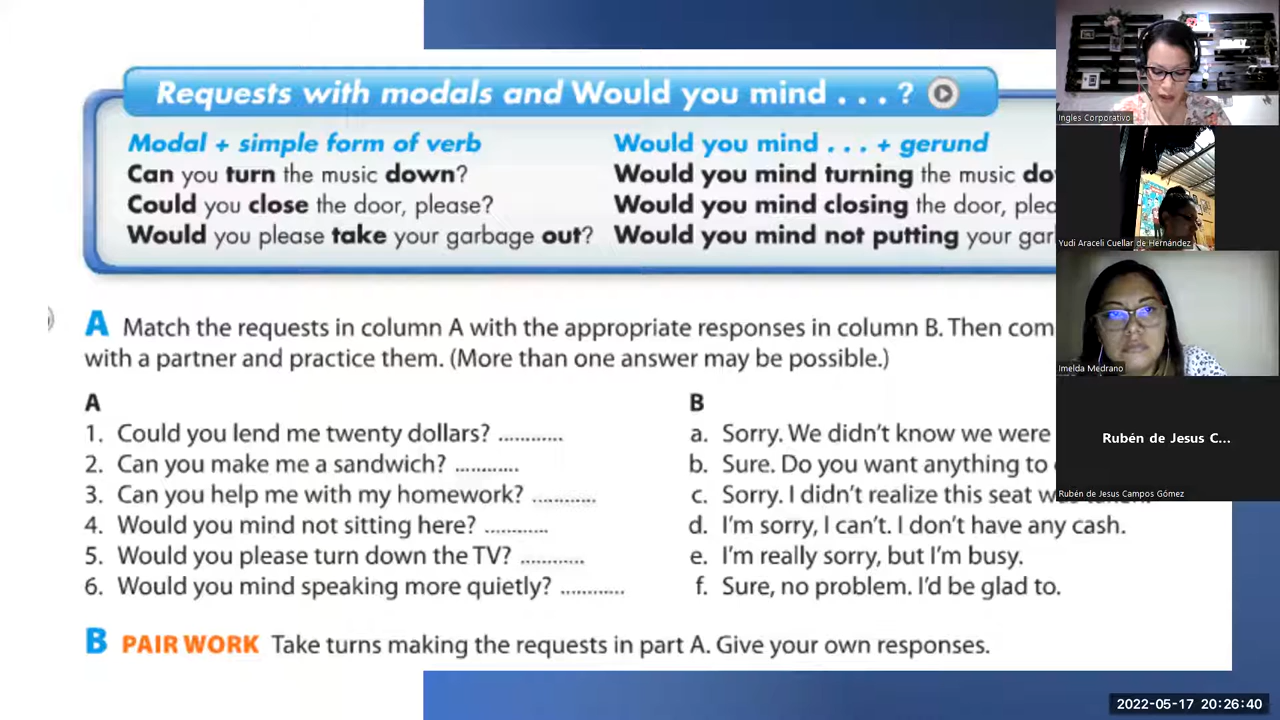 Requests with modals and Would you mind . . . ?
Modal + simple form of verb
Can you turn the music down?
Could you close the door, please?
Would you please take your garbage out?
Would you mind . . . + gerund
Would you mind turning the music do
Would you mind closing the door, plea
Would you mind not putting your gar
A Match the requests in column A with the appropriate responses in column B. Then com
with a partner and practice them. (More than one answer may be possible.)
A
1. Could you lend me twenty dollars? ............
2. Can you make me a sandwich? ............
3. Can you help me with my homework? ............
4. Would you mind not sitting here? ............
5. Would you please turn down the TV? ............
6. Would you mind speaking more quietly? ............
B
a. Sorry. We didn't know we were
b. Sure. Do you want anything to
c. Sorry. I didn't realize this seat was taken.
d. I'm sorry, I can't. I don't have any cash.
e. I'm really sorry, but I'm busy.
f. Sure, no problem. I'd be glad to.
B PAIR WORK Take turns making the requests in part A. Give your own responses.
Ingles Corporativo
Yudi Araceli Cuellar de Hernández
Imelda Medrano
Rubén de Jesus C...
Rubén de Jesus Campos Gómez
2022-05-17 20:26:40